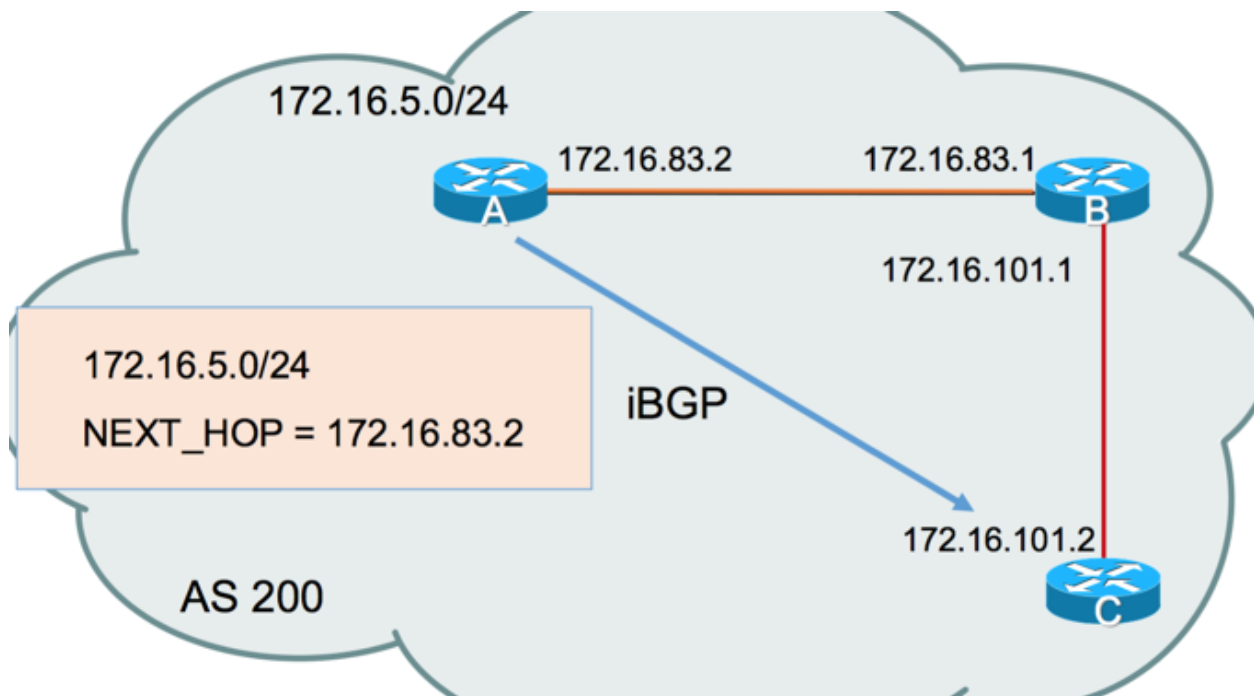 172.16.5.0/24
172.16.83.2
172.16.83.1
A
B
172.16.101.1
172.16.5.0/24
NEXT_HOP = 172.16.83.2
iBGP
172.16.101.2
AS 200
C